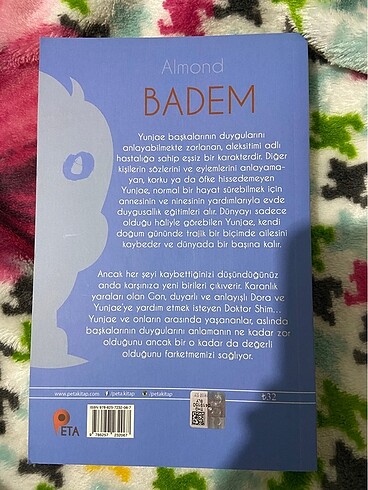 Almond
BADEM
Yunjae başkalarının duygularını
anlayabilmekte zorlanan, aleksitimi adlı
hastalığa sahip eşsiz bir karakterdir. Diğer
kişilerin sözlerini ve eylemlerini anlayama-
yan, korku ya da öfke hissedemeyen
Yunjae, normal bir hayat sürebilmek için
annesinin ve ninesinin yardımlarıyla evde
duygusallık eğitimleri alır. Dünyayı sadece
olduğu hâliyle görebilen Yunjae, kendi
doğum gününde trajik bir biçimde ailesini
kaybeder ve dünyada bir başına kalır.
Ancak her şeyi kaybettiğinizi düşündüğünüz
anda karşınıza yeni birileri çıkıverir. Karanlık
yaraları olan Gon, duyarlı ve anlayışlı Dora ve
Yunjae'ye yardım etmek isteyen Doktor Shim...
Yunjae ve onların arasında yaşananlar, aslında
başkalarının duygularını anlamanın ne kadar zor
olduğunu ancak bir o kadar da değerli
olduğunu farketmemizi sağlıyor.
www.petakitap.com /peta.kitap /petakitap ₺32
PETA